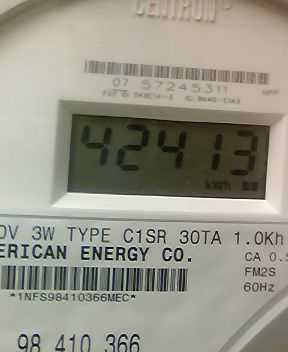 CENTRON
07 57245311
42413
kWh
0V 3W TYPE C1SR 30TA 1.0Kh
ERICAN ENERGY CO. CA 0.5
FM2S
*1NFS98410366MEC* 60Hz
98 410 366